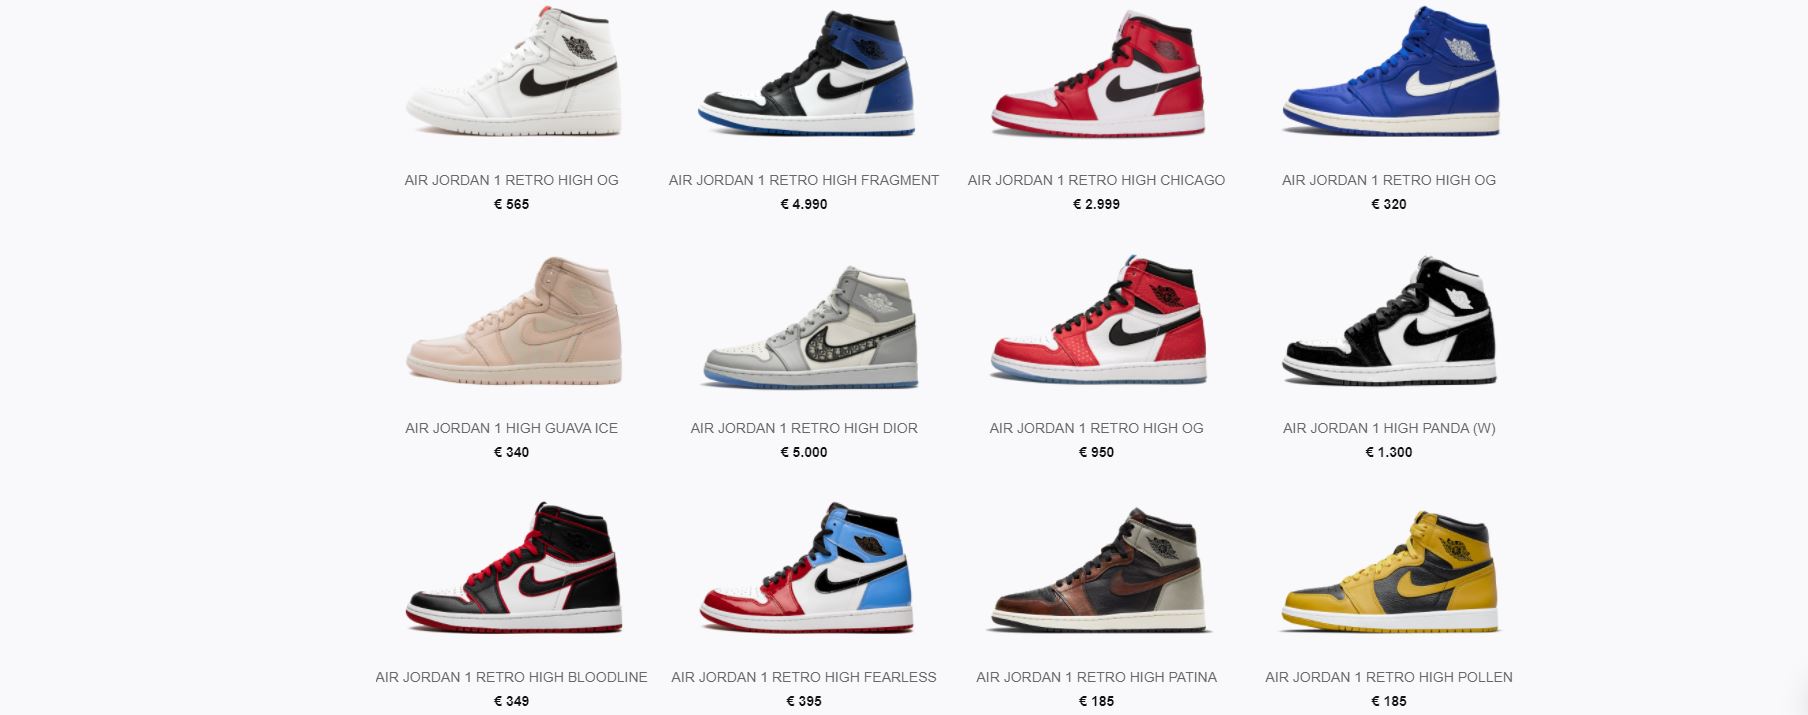 AIR JORDAN 1 RETRO HIGH OG
€ 565
AIR JORDAN 1 RETRO HIGH FRAGMENT
€ 4.990
AIR JORDAN 1 RETRO HIGH CHICAGO
€ 2.999
AIR JORDAN 1 RETRO HIGH OG
€ 320
AIR JORDAN 1 HIGH GUAVA ICE
€ 340
AIR JORDAN 1 RETRO HIGH DIOR
€ 5.000
AIR JORDAN 1 RETRO HIGH OG
€ 950
AIR JORDAN 1 HIGH PANDA (W)
€ 1.300
AIR JORDAN 1 RETRO HIGH BLOODLINE
€ 349
AIR JORDAN 1 RETRO HIGH FEARLESS
€ 395
AIR JORDAN 1 RETRO HIGH PATINA
€ 185
AIR JORDAN 1 RETRO HIGH POLLEN
€ 185